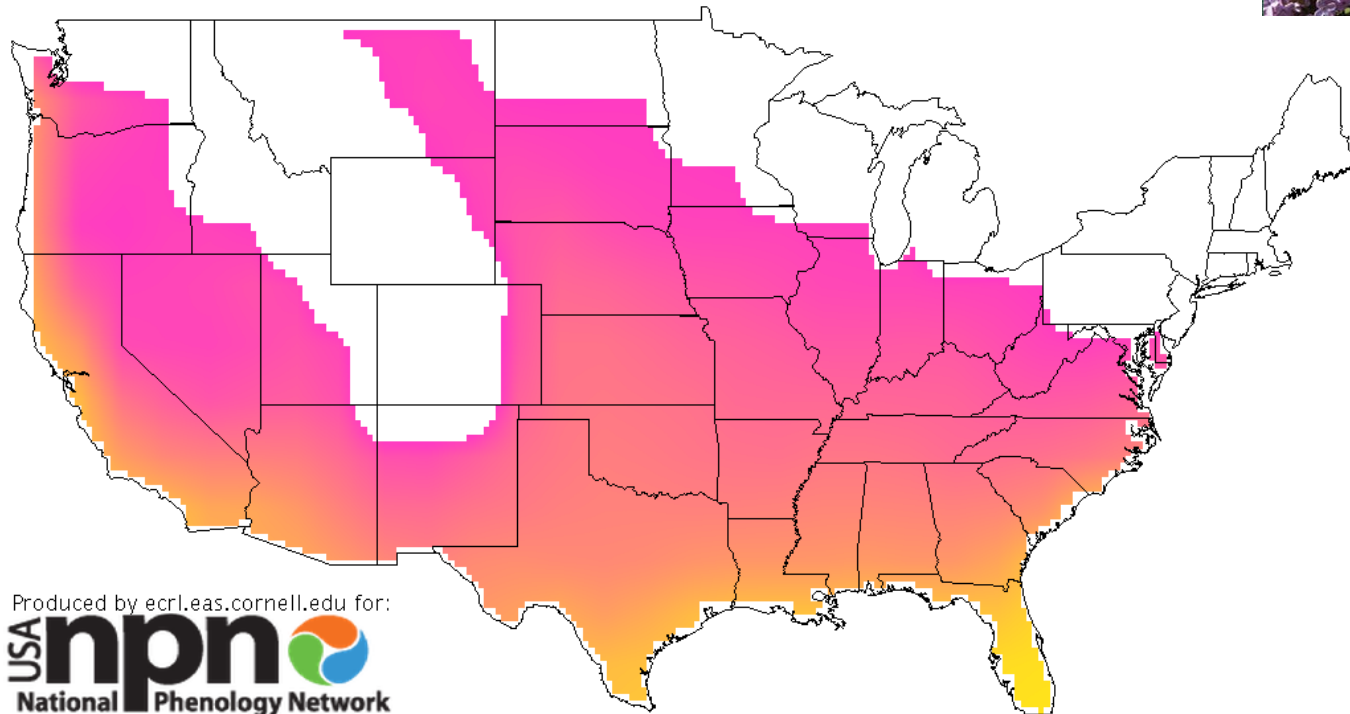 Produced by ecrl.eas.cornell.edu for:
USA npn
National Phenology Network